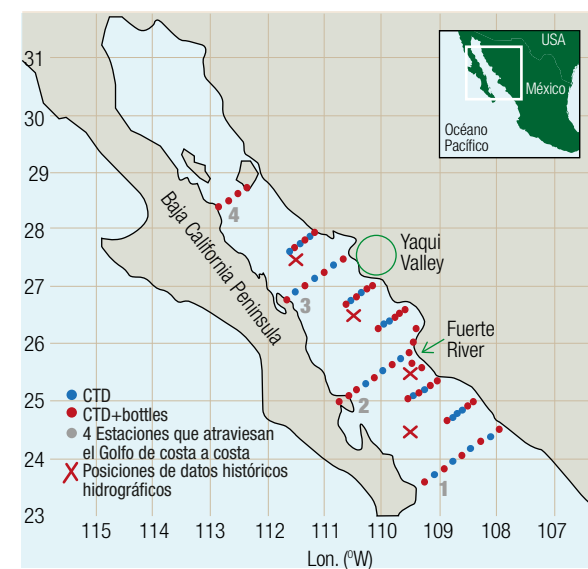 USA
México
Océano
Pacífico
31
30
29
28
27
26
25
24
23
Baja California Peninsula
4
3
2
1
Yaqui
Valley
Fuerte
River
CTD
CTD+bottles
4 Estaciones que atraviesan
el Golfo de costa a costa
Posiciones de datos históricos
hidrográficos
115 114 113 112 111 110 109 108 107
Lon. (ºW)